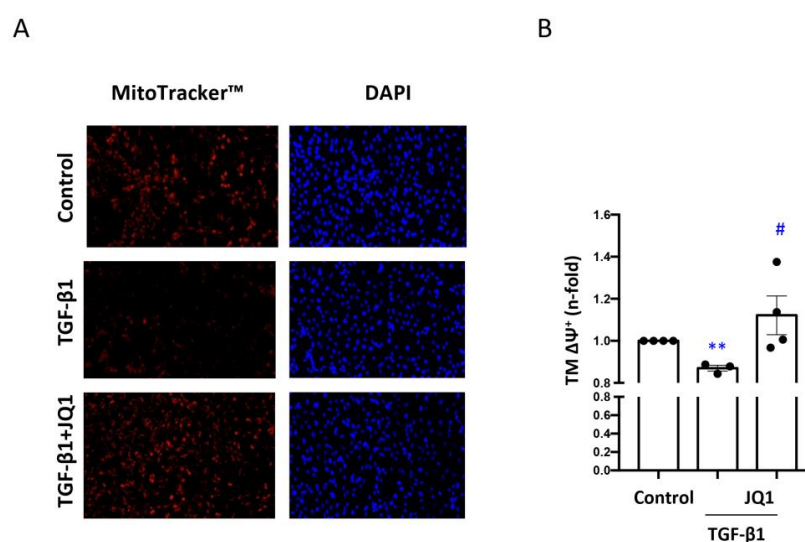 A
B
MitoTracker™
DAPI
Control
TGF-β1
TGF-β1+JQ1
TM ΔΨ⁺ (n-fold)
1.6
1.4
1.2
1.0
0.8
0.8
0.6
0.4
0.2
0.0
**
#
Control
JQ1
TGF-β1